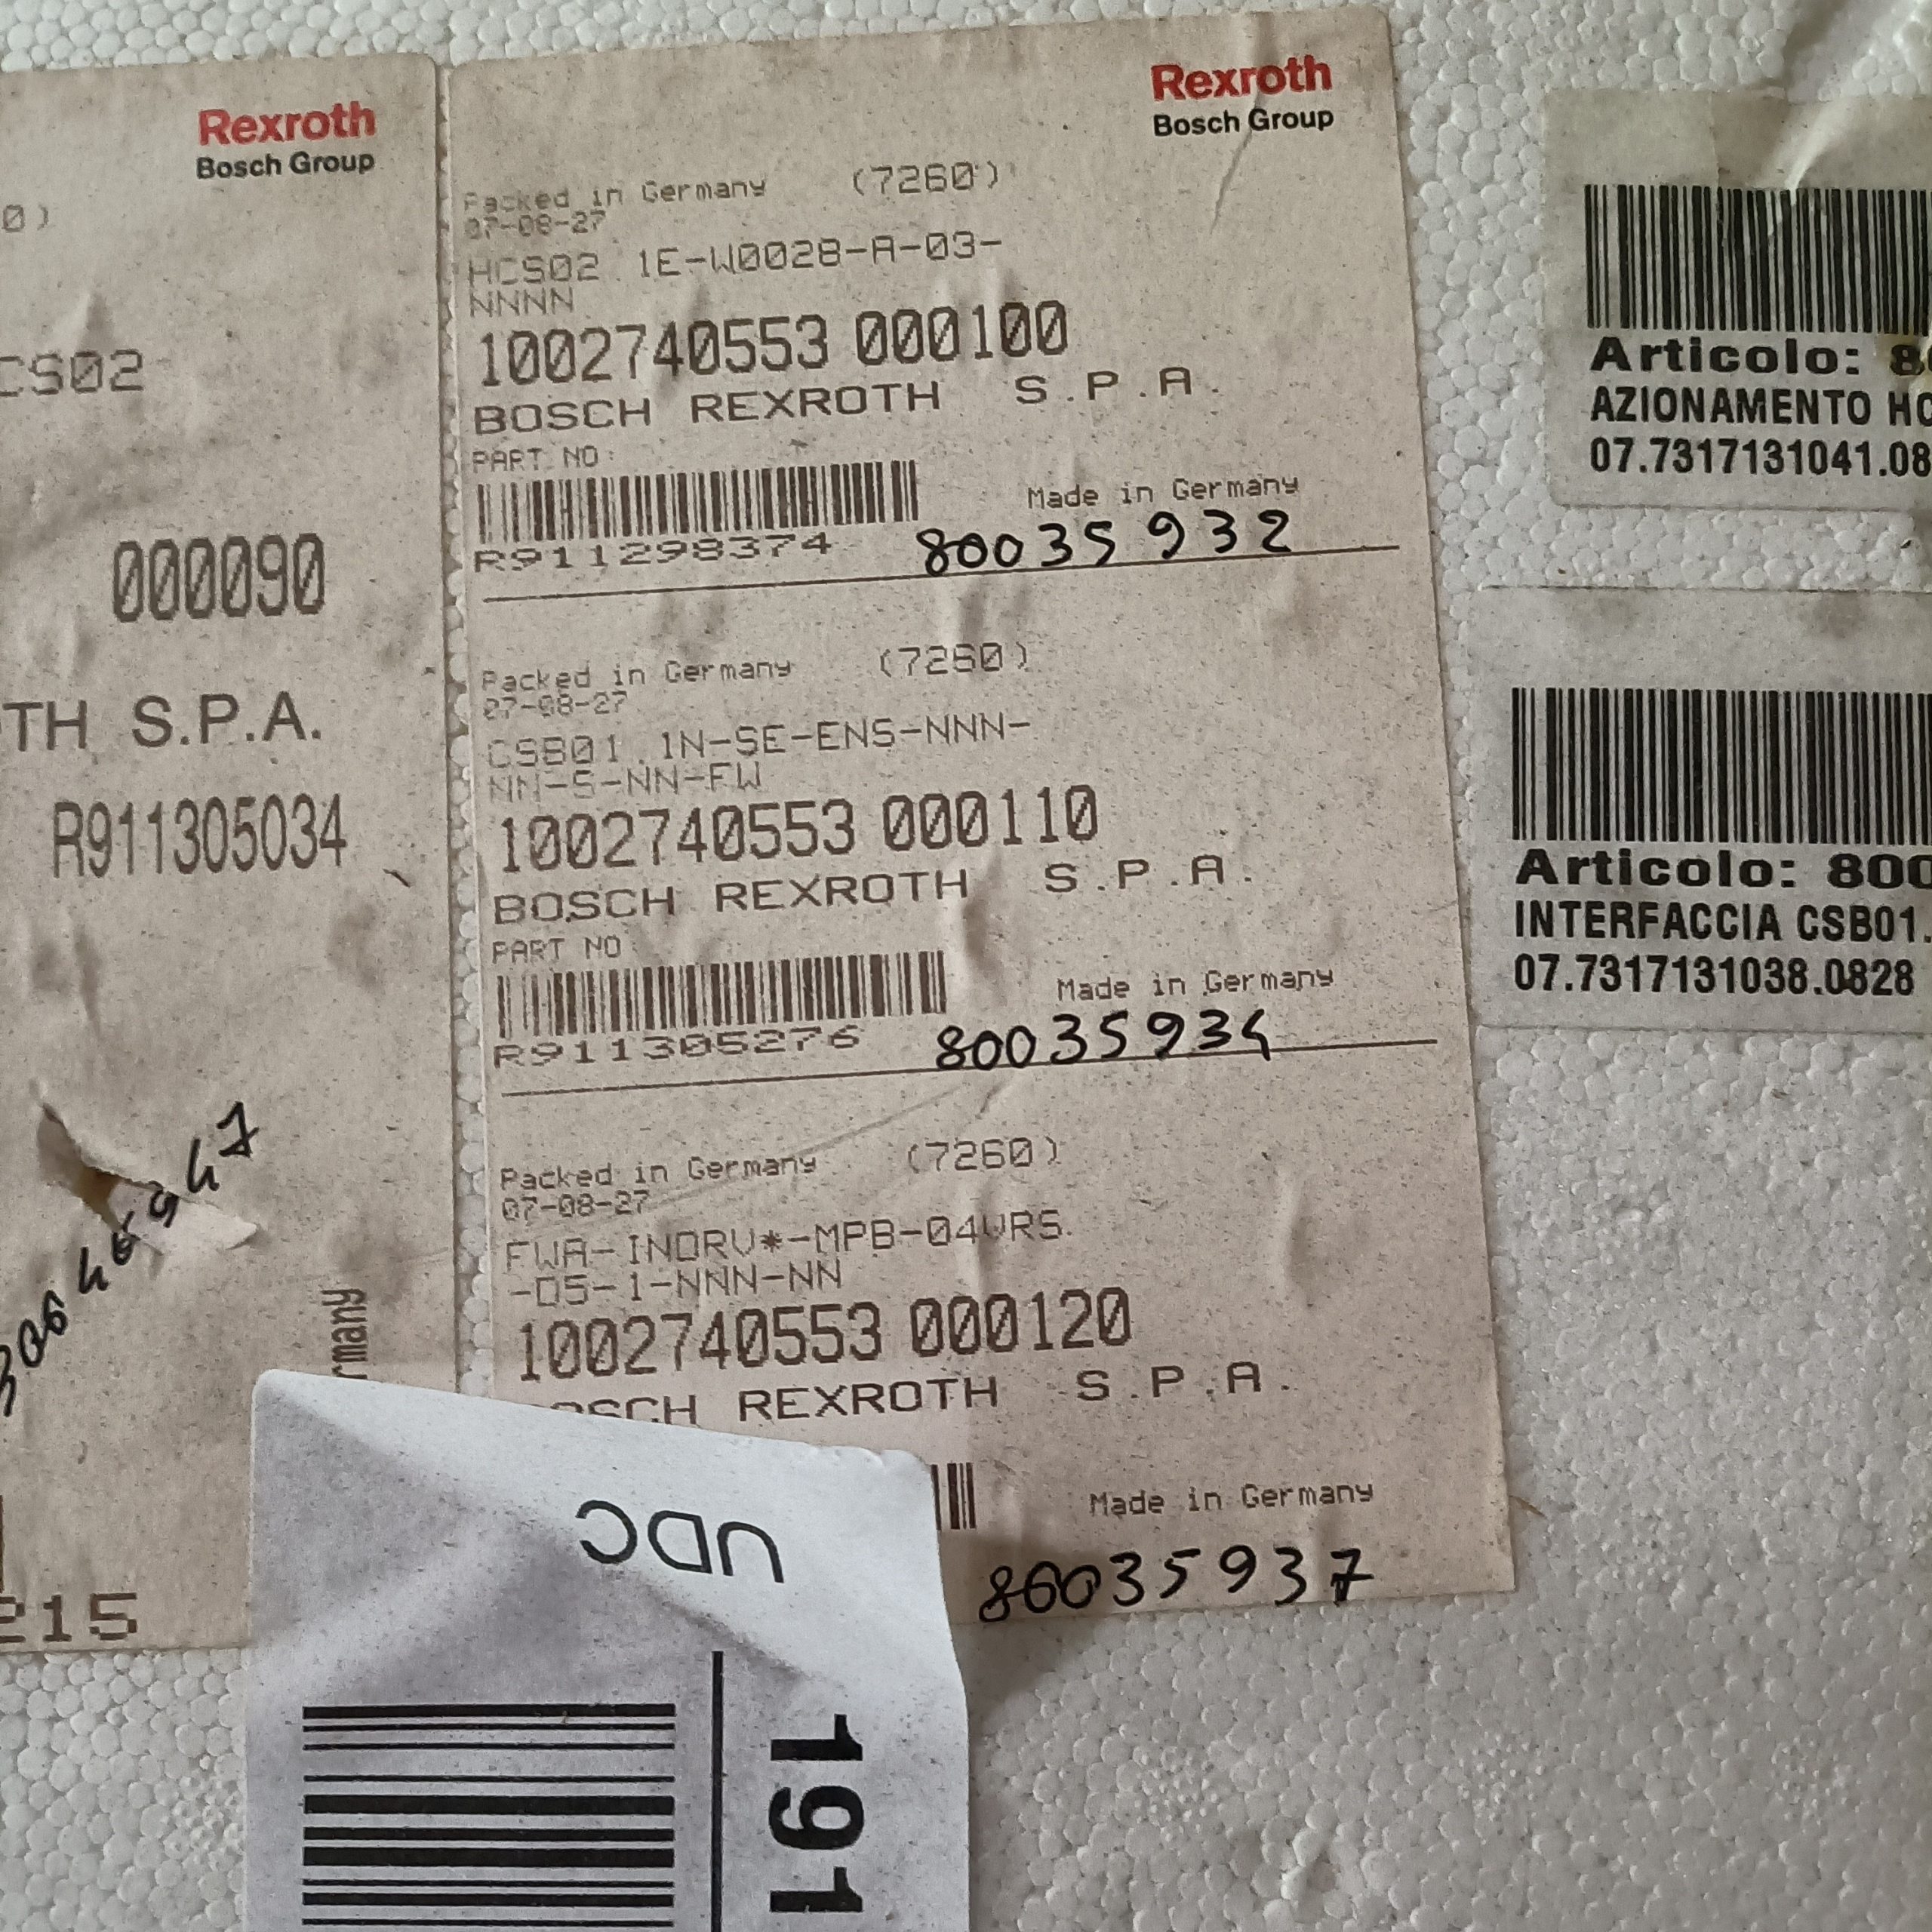 Rexroth
Bosch Group
0)
CS02
000090
TH S.P.A.
R911305034
215
Rexroth
Bosch Group
Packed in Germany (7260)
07-08-27
HCS02.1E-W0028-A-03-
NNNN
1002740553 000100
BOSCH REXROTH S.P.A.
PART NO:
Made in Germany
R911298374 80035932
Packed in Germany (7260)
07-08-27
CSB01.1N-SE-ENS-NNN-
NN-S-NN-FW
1002740553 000110
BOSCH REXROTH S.P.A.
PART NO:
Made in Germany
R911305276 80035934
Packed in Germany (7260)
07-08-27
FWA-INDRV*-MPB-04VRS
-D5-1-NNN-NN
1002740553 000120
BOSCH REXROTH S.P.A.
Made in Germany
80035937
UDC
191
Articolo: 80
AZIONAMENTO HC
07.7317131041.08
Articolo: 800
INTERFACCIA CSB01.
07.7317131038.0828